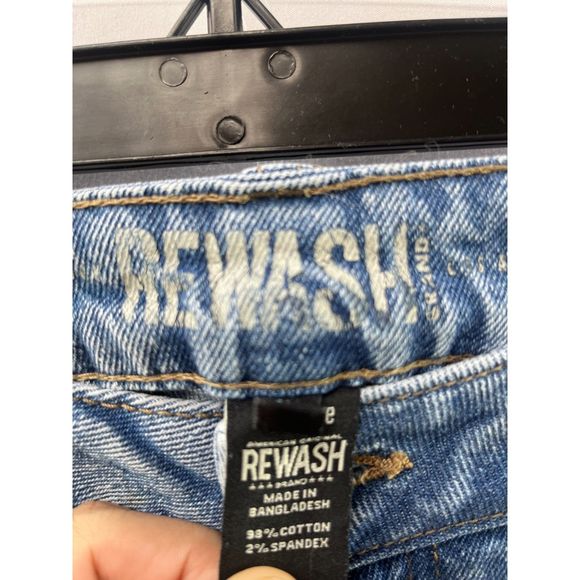 REWASH
BRAND
e
AMERICAN ORIGINAL
REWASH
BRAND
MADE IN
BANGLADESH
98% COTTON
2% SPANDEX